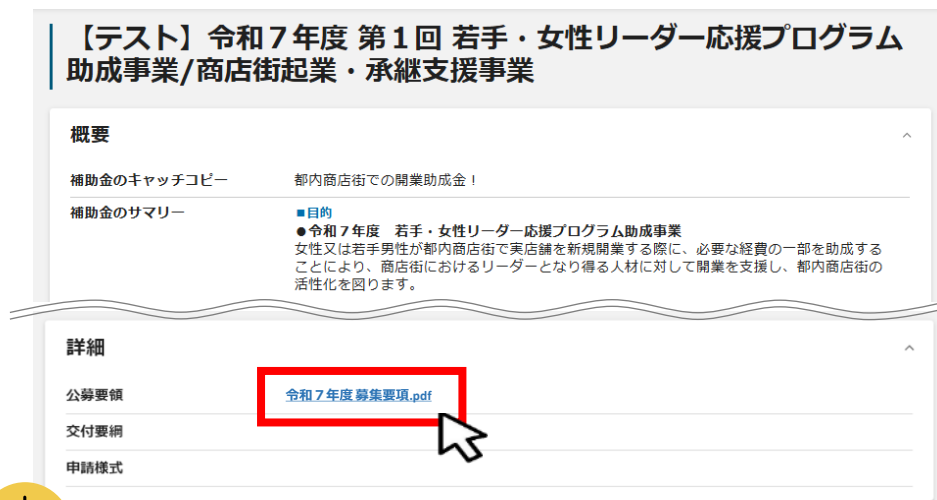 【テスト】令和７年度 第１回 若手・女性リーダー応援プログラム
助成事業/商店街起業・承継支援事業
概要
補助金のキャッチコピー 都内商店街での開業助成金！
補助金のサマリー ■目的
●令和７年度　若手・女性リーダー応援プログラム助成事業
女性又は若手男性が都内商店街で実店舗を新規開業する際に、必要な経費の一部を助成する
ことにより、商店街におけるリーダーとなり得る人材に対して開業を支援し、都内商店街の
活性化を図ります。
詳細
公募要領 令和７年度 募集要項.pdf
交付要綱
申請様式